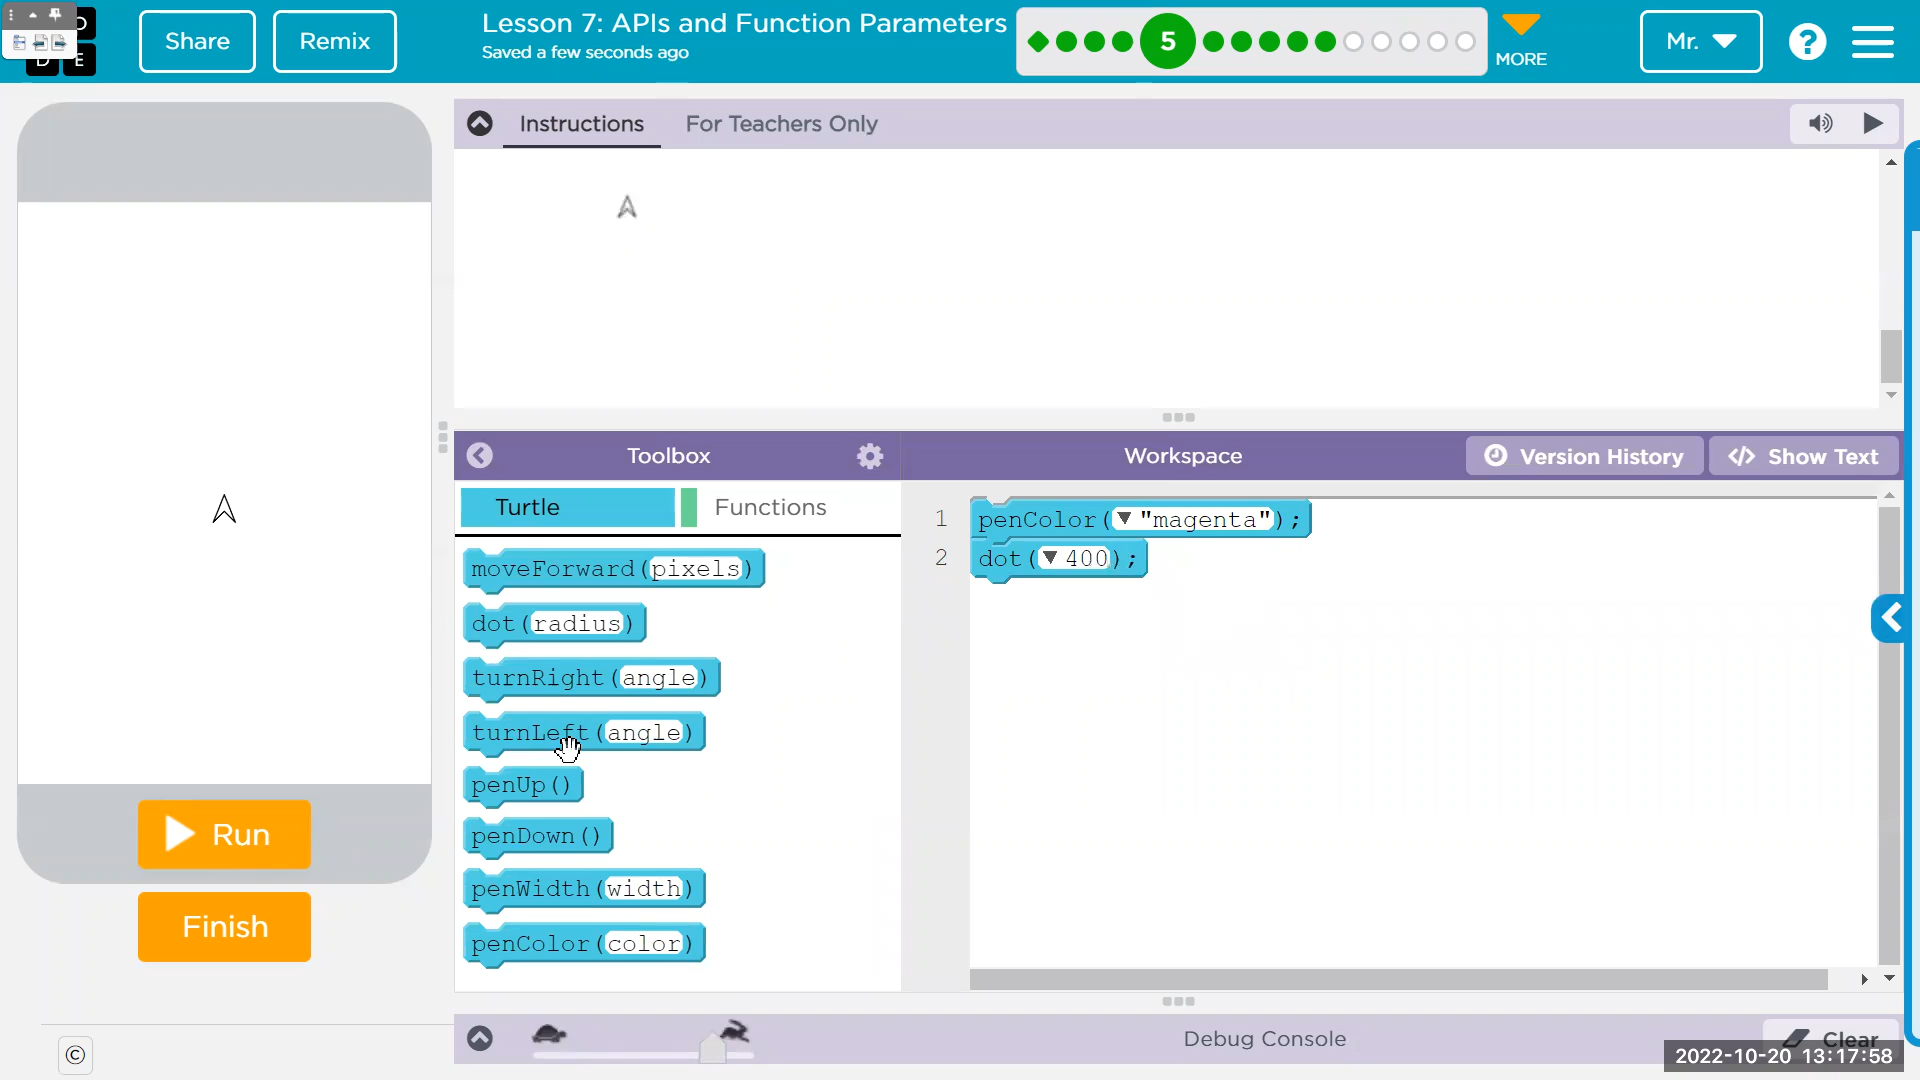 Share
Remix
Lesson 7: APIs and Function Parameters
Saved a few seconds ago
5
MORE
Mr.
?
D
E
Instructions
For Teachers Only
Toolbox
Workspace
Version History
</> Show Text
Turtle
Functions
moveForward(pixels)
dot(radius)
turnRight(angle)
turnLeft(angle)
penUp()
penDown()
penWidth(width)
penColor(color)
1 penColor("magenta");
2 dot(400);
Run
Finish
©
Debug Console
Clear
2022-10-20 13:17:58